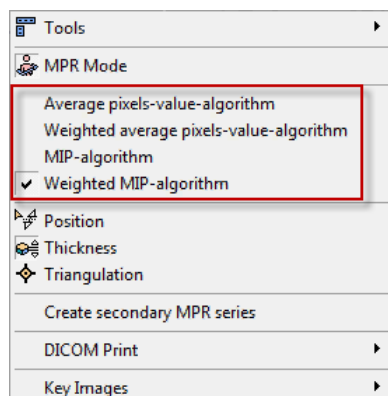 Tools
MPR Mode
Average pixels-value-algorithm
Weighted average pixels-value-algorithm
MIP-algorithm
Weighted MIP-algorithm
Position
Thickness
Triangulation
Create secondary MPR series
DICOM Print
Key Images